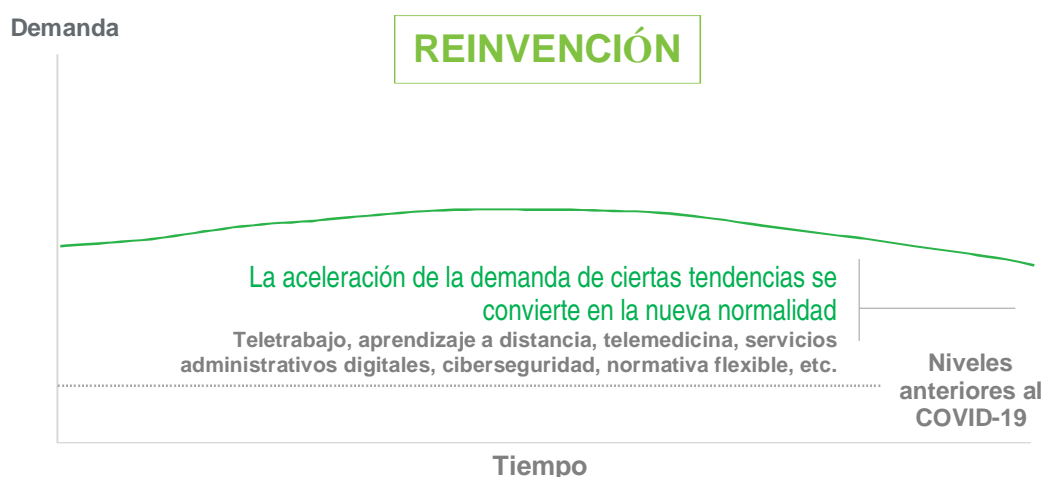 Demanda
REINVENCIÓN
La aceleración de la demanda de ciertas tendencias se
convierte en la nueva normalidad
Teletrabajo, aprendizaje a distancia, telemedicina, servicios
administrativos digitales, ciberseguridad, normativa flexible, etc.
Niveles
anteriores al
COVID-19
Tiempo